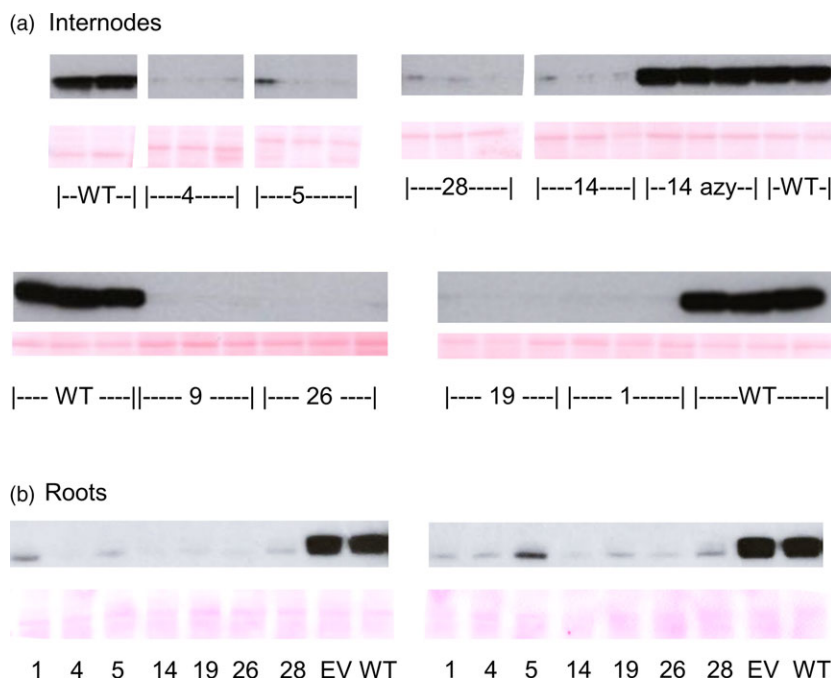 (a) Internodes
|--WT--| |----4-----| |----5------| |----28-----| |----14----| |--14 azy--| |-WT-|
|---- WT ----||----- 9 -----| |---- 26 ----| |---- 19 ----| |----- 1------| |-----WT------|
(b) Roots
1 4 5 14 19 26 28 EV WT 1 4 5 14 19 26 28 EV WT